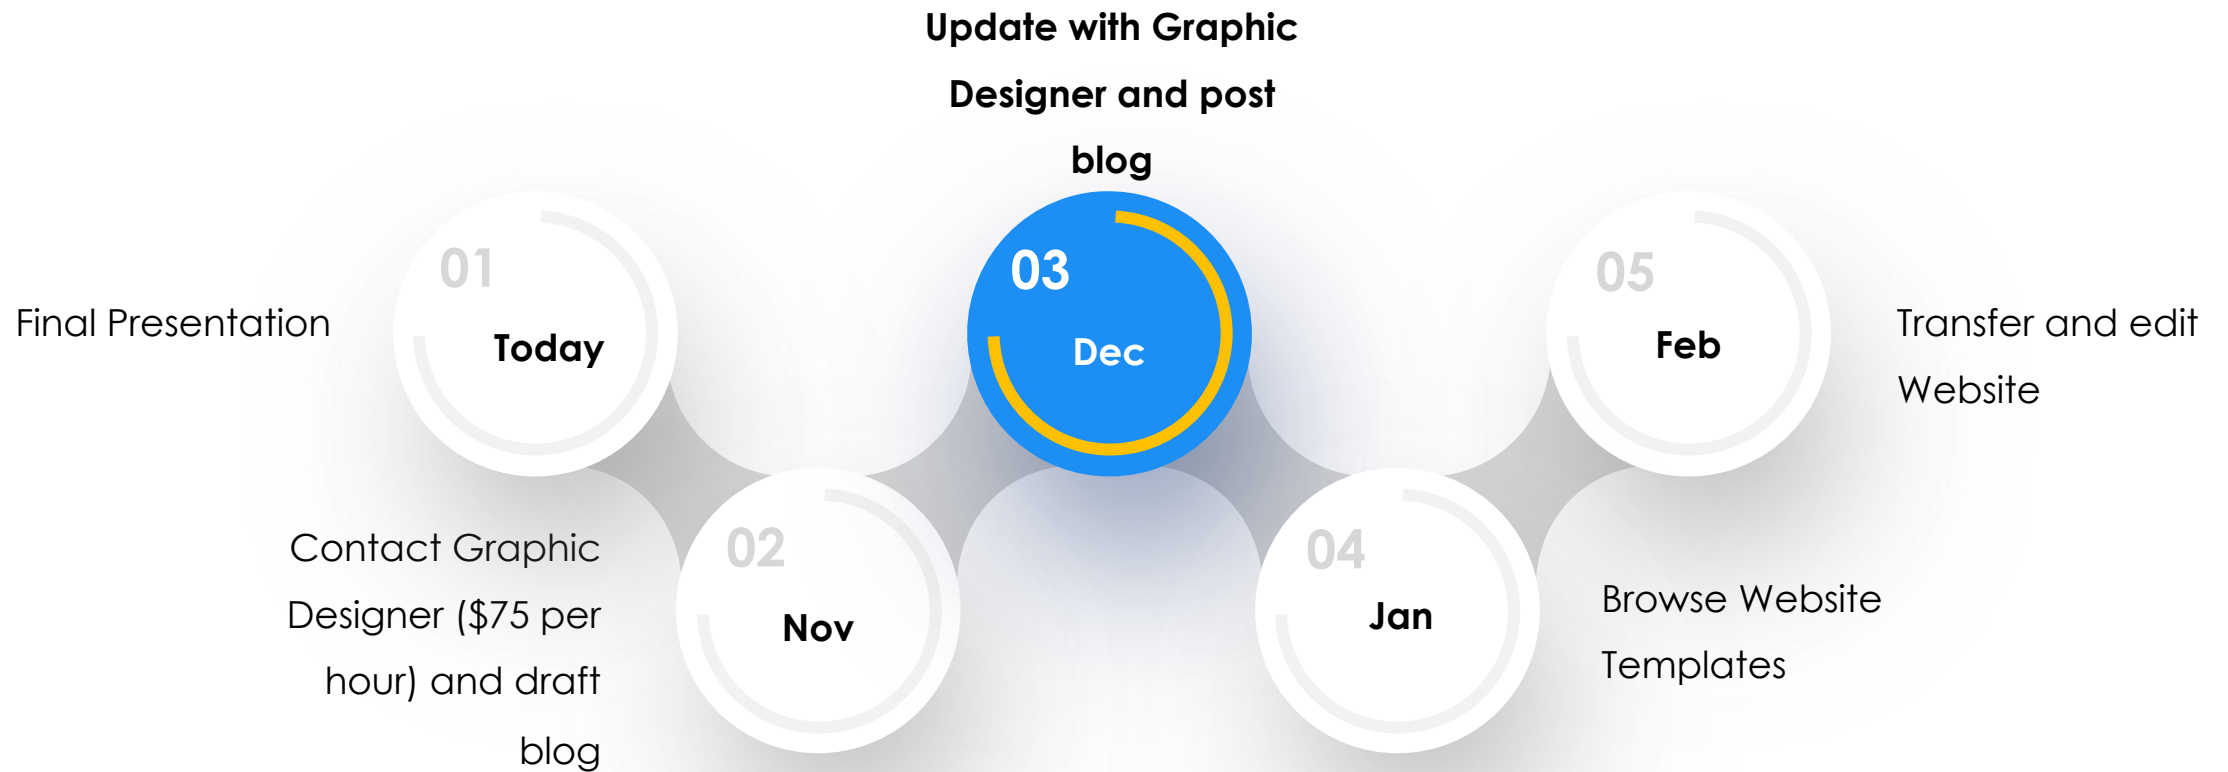 Final Presentation
01
Today
Contact Graphic
Designer ($75 per
hour) and draft
blog
02
Nov
Update with Graphic
Designer and post
blog
03
Dec
04
Jan
Browse Website
Templates
05
Feb
Transfer and edit
Website